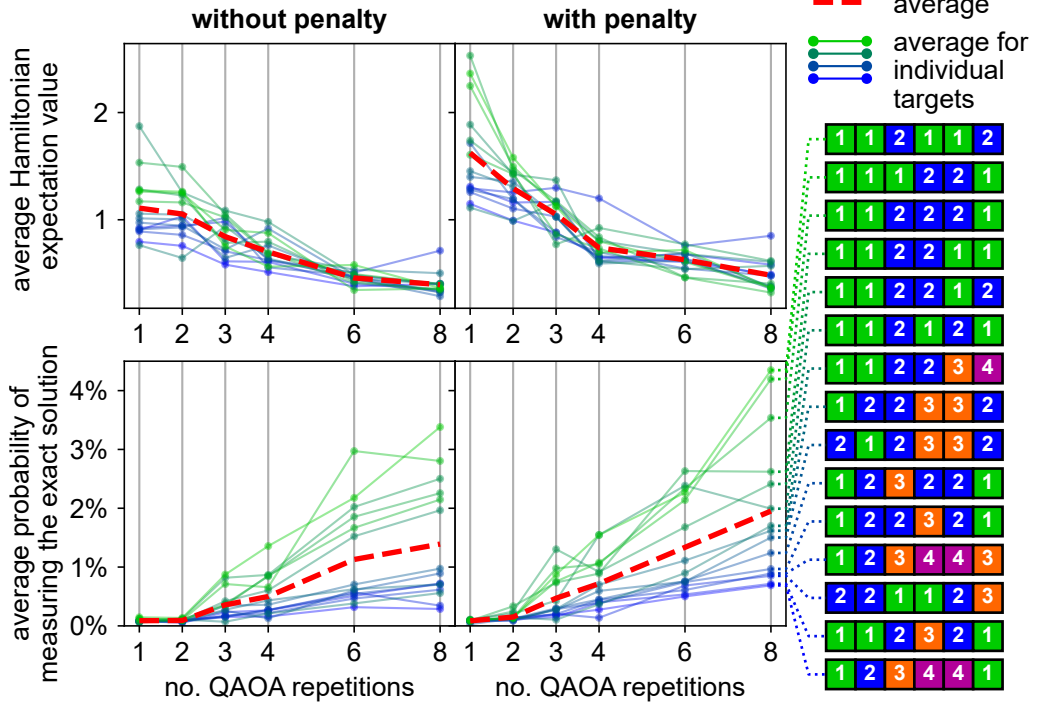 without penalty
with penalty
average
average for
individual
targets
average Hamiltonian
expectation value
2
1
1 2 3 4 6 8
1 2 3 4 6 8
average probability of
measuring the exact solution
4%
3%
2%
1%
0%
1 2 3 4 6 8
1 2 3 4 6 8
no. QAOA repetitions
no. QAOA repetitions
1 1 2 1 1 2
1 1 1 2 2 1
1 1 2 2 2 1
1 1 2 2 1 1
1 1 2 2 1 2
1 1 2 1 2 1
1 1 2 2 3 4
1 2 2 3 3 2
2 1 2 3 3 2
1 2 3 2 2 1
1 2 2 3 2 1
1 2 3 4 4 3
2 2 1 1 2 3
1 1 2 3 2 1
1 2 3 4 4 1